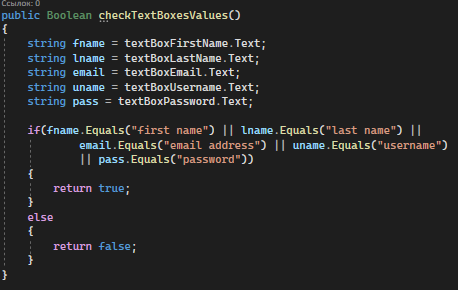 Ссылок: 0
public Boolean checkTextBoxesValues()
{
string fname = textBoxFirstName.Text;
string lname = textBoxLastName.Text;
string email = textBoxEmail.Text;
string uname = textBoxUsername.Text;
string pass = textBoxPassword.Text;
if(fname.Equals("first name") || lname.Equals("last name") ||
email.Equals("email address") || uname.Equals("username")
|| pass.Equals("password"))
{
return true;
}
else
{
return false;
}
}